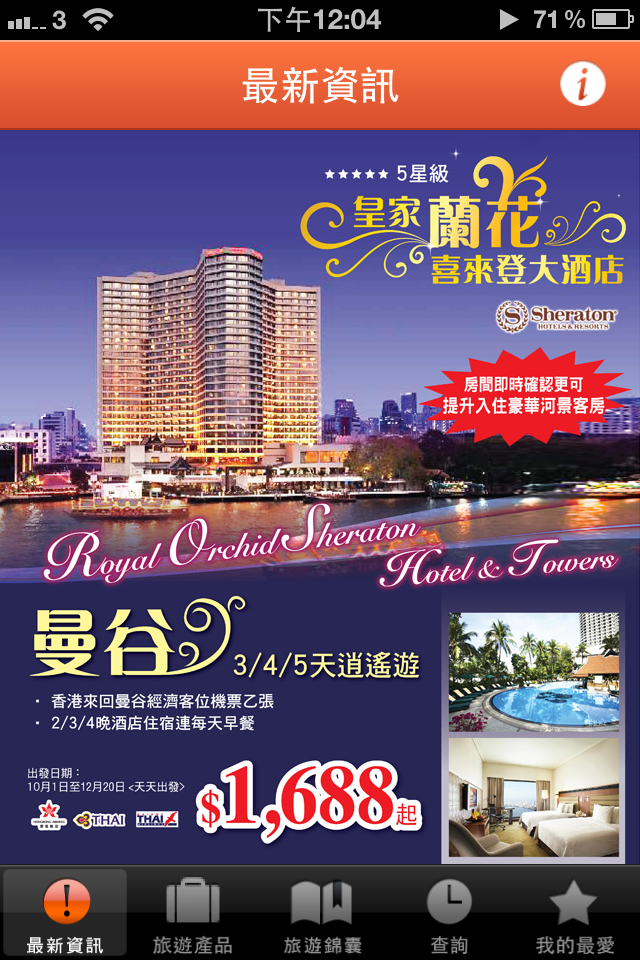 3 下午12:04 71%
最新資訊
i
5星級
皇家蘭花
喜來登大酒店
S Sheraton
HOTELS & RESORTS
房間即時確認更可
提升入住豪華河景客房
Royal Orchid Sheraton
Hotel & Towers
曼谷 3/4/5天逍遙遊
· 香港來回曼谷經濟客位機票乙張
· 2/3/4晚酒店住宿連每天早餐
出發日期：
10月1日至12月20日 <天天出發>
HONGKONG AIRLINES
香港航空
THAI
THAI
$1,688起
最新資訊 旅遊產品 旅遊錦囊 查詢 我的最愛